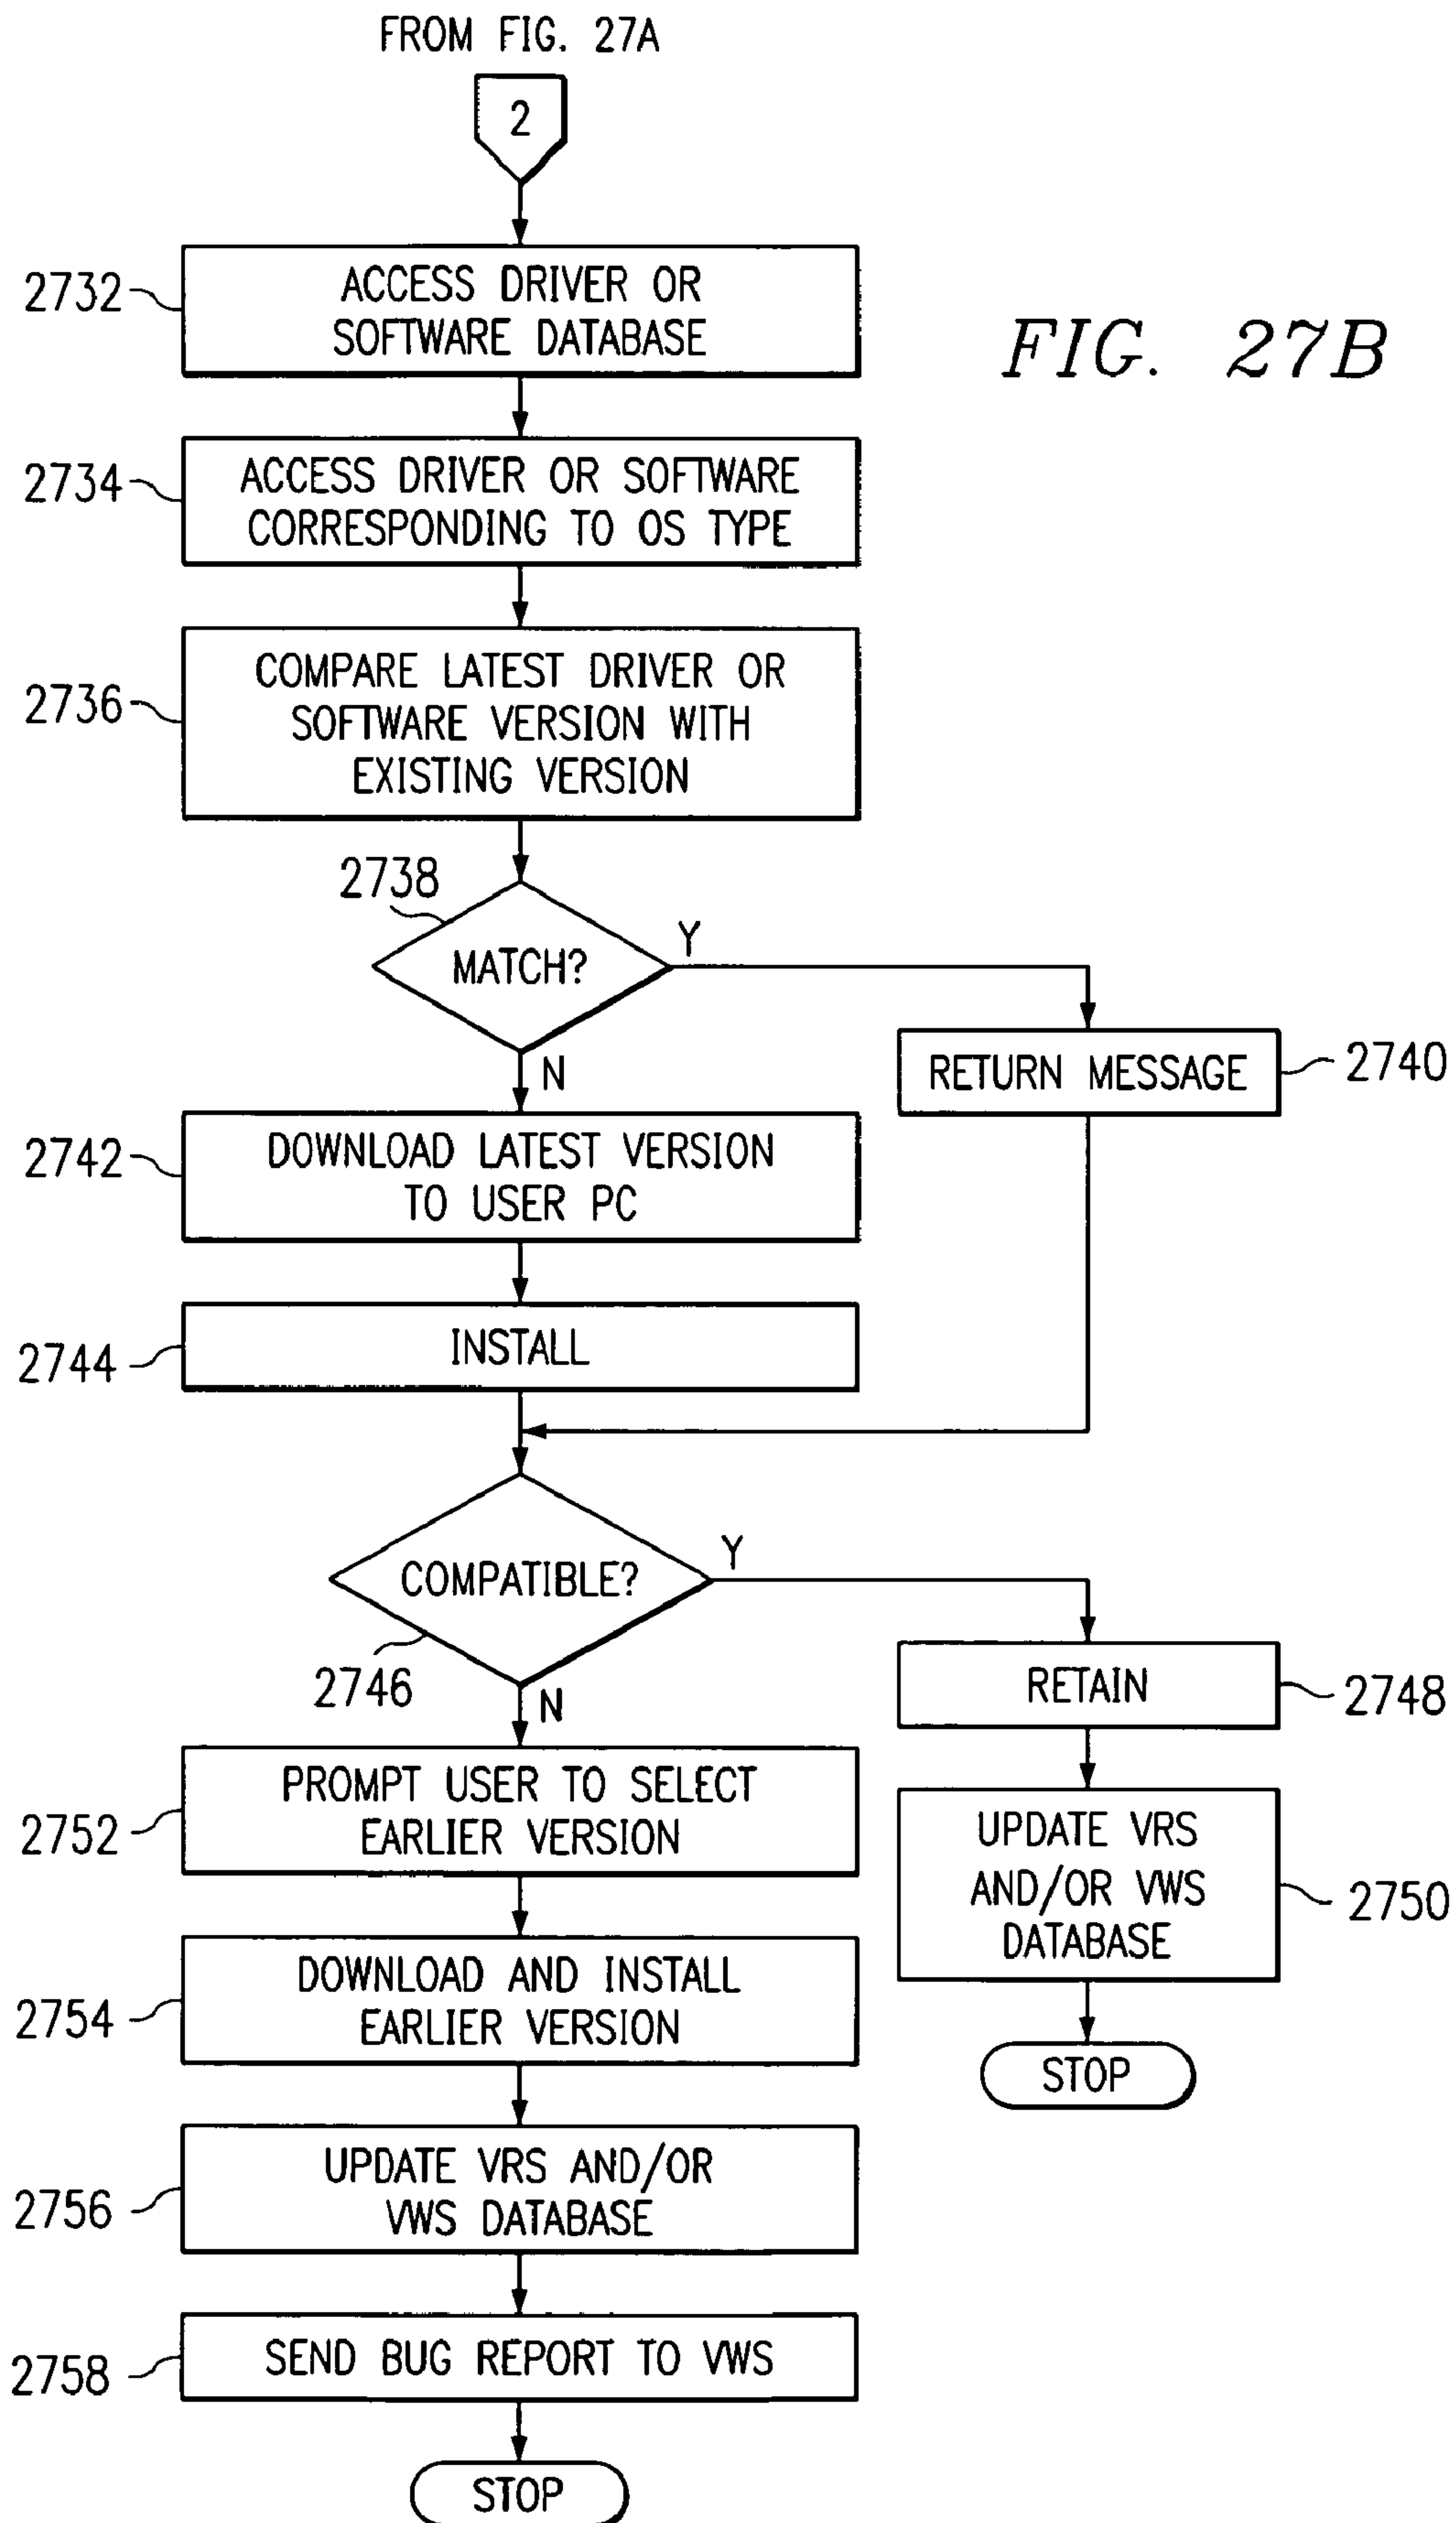 FROM FIG. 27A
2
2732
ACCESS DRIVER OR
SOFTWARE DATABASE
FIG. 27B
2734
ACCESS DRIVER OR SOFTWARE
CORRESPONDING TO OS TYPE
2736
COMPARE LATEST DRIVER OR
SOFTWARE VERSION WITH
EXISTING VERSION
2738
MATCH?
Y
N
RETURN MESSAGE
2740
2742
DOWNLOAD LATEST VERSION
TO USER PC
2744
INSTALL
COMPATIBLE?
Y
2746
N
RETAIN
2748
2752
PROMPT USER TO SELECT
EARLIER VERSION
UPDATE VRS
AND/OR VWS
DATABASE
2750
2754
DOWNLOAD AND INSTALL
EARLIER VERSION
STOP
2756
UPDATE VRS AND/OR
VWS DATABASE
2758
SEND BUG REPORT TO VWS
STOP